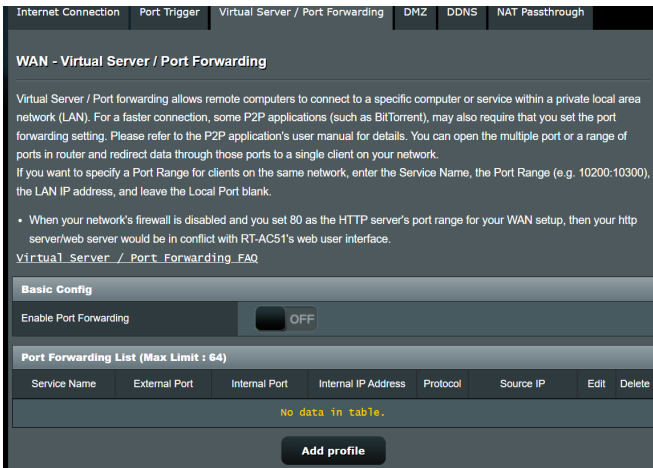 Internet Connection Port Trigger Virtual Server / Port Forwarding DMZ DDNS NAT Passthrough
WAN - Virtual Server / Port Forwarding
Virtual Server / Port forwarding allows remote computers to connect to a specific computer or service within a private local area
network (LAN). For a faster connection, some P2P applications (such as BitTorrent), may also require that you set the port
forwarding setting. Please refer to the P2P application's user manual for details. You can open the multiple port or a range of
ports in router and redirect data through those ports to a single client on your network.
If you want to specify a Port Range for clients on the same network, enter the Service Name, the Port Range (e.g. 10200:10300),
the LAN IP address, and leave the Local Port blank.
• When your network's firewall is disabled and you set 80 as the HTTP server's port range for your WAN setup, then your http
server/web server would be in conflict with RT-AC51's web user interface.
Virtual Server / Port Forwarding FAQ
Basic Config
Enable Port Forwarding OFF
Port Forwarding List (Max Limit : 64)
Service Name External Port Internal Port Internal IP Address Protocol Source IP Edit Delete
No data in table.
Add profile